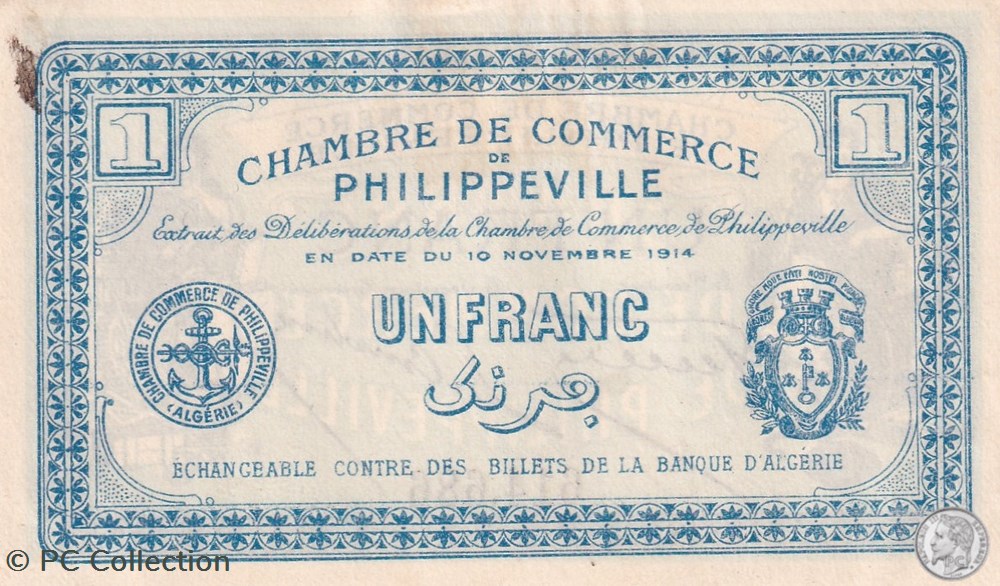 1
1
CHAMBRE DE COMMERCE
DE
PHILIPPEVILLE
Extrait des Délibérations de la Chambre de Commerce de Philippeville
EN DATE DU 10 NOVEMBRE 1914
UN FRANC
فرنك
CHAMBRE DE COMMERCE DE PHILIPPEVILLE
(ALGÉRIE)
ÉCHANGEABLE CONTRE DES BILLETS DE LA BANQUE D'ALGÉRIE
© PC Collection